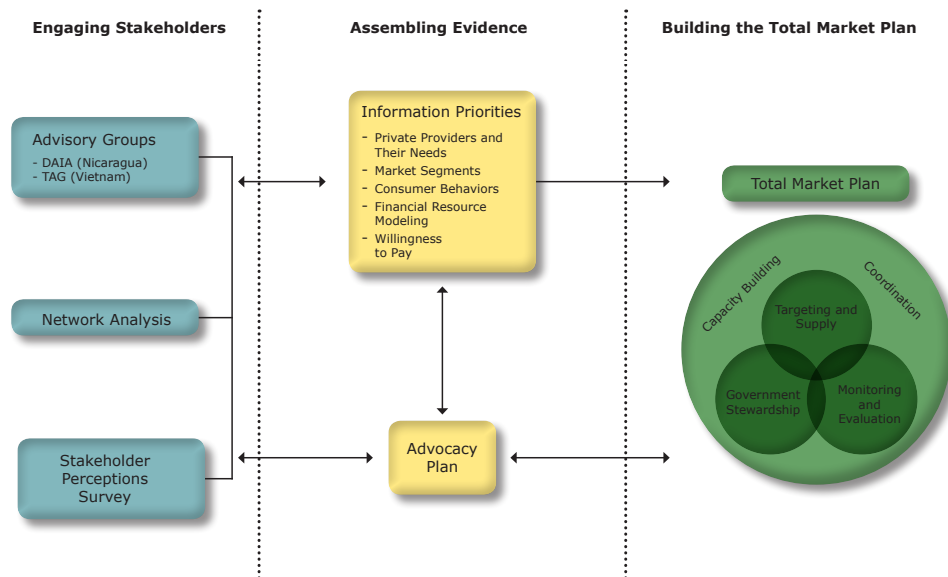 Engaging Stakeholders
Assembling Evidence
Building the Total Market Plan
Advisory Groups
- DAIA (Nicaragua)
- TAG (Vietnam)
Network Analysis
Stakeholder
Perceptions
Survey
Information Priorities
- Private Providers and
Their Needs
- Market Segments
- Consumer Behaviors
- Financial Resource
Modeling
- Willingness
to Pay
Advocacy
Plan
Total Market Plan
Capacity Building
Coordination
Targeting and
Supply
Government
Stewardship
Monitoring
and
Evaluation